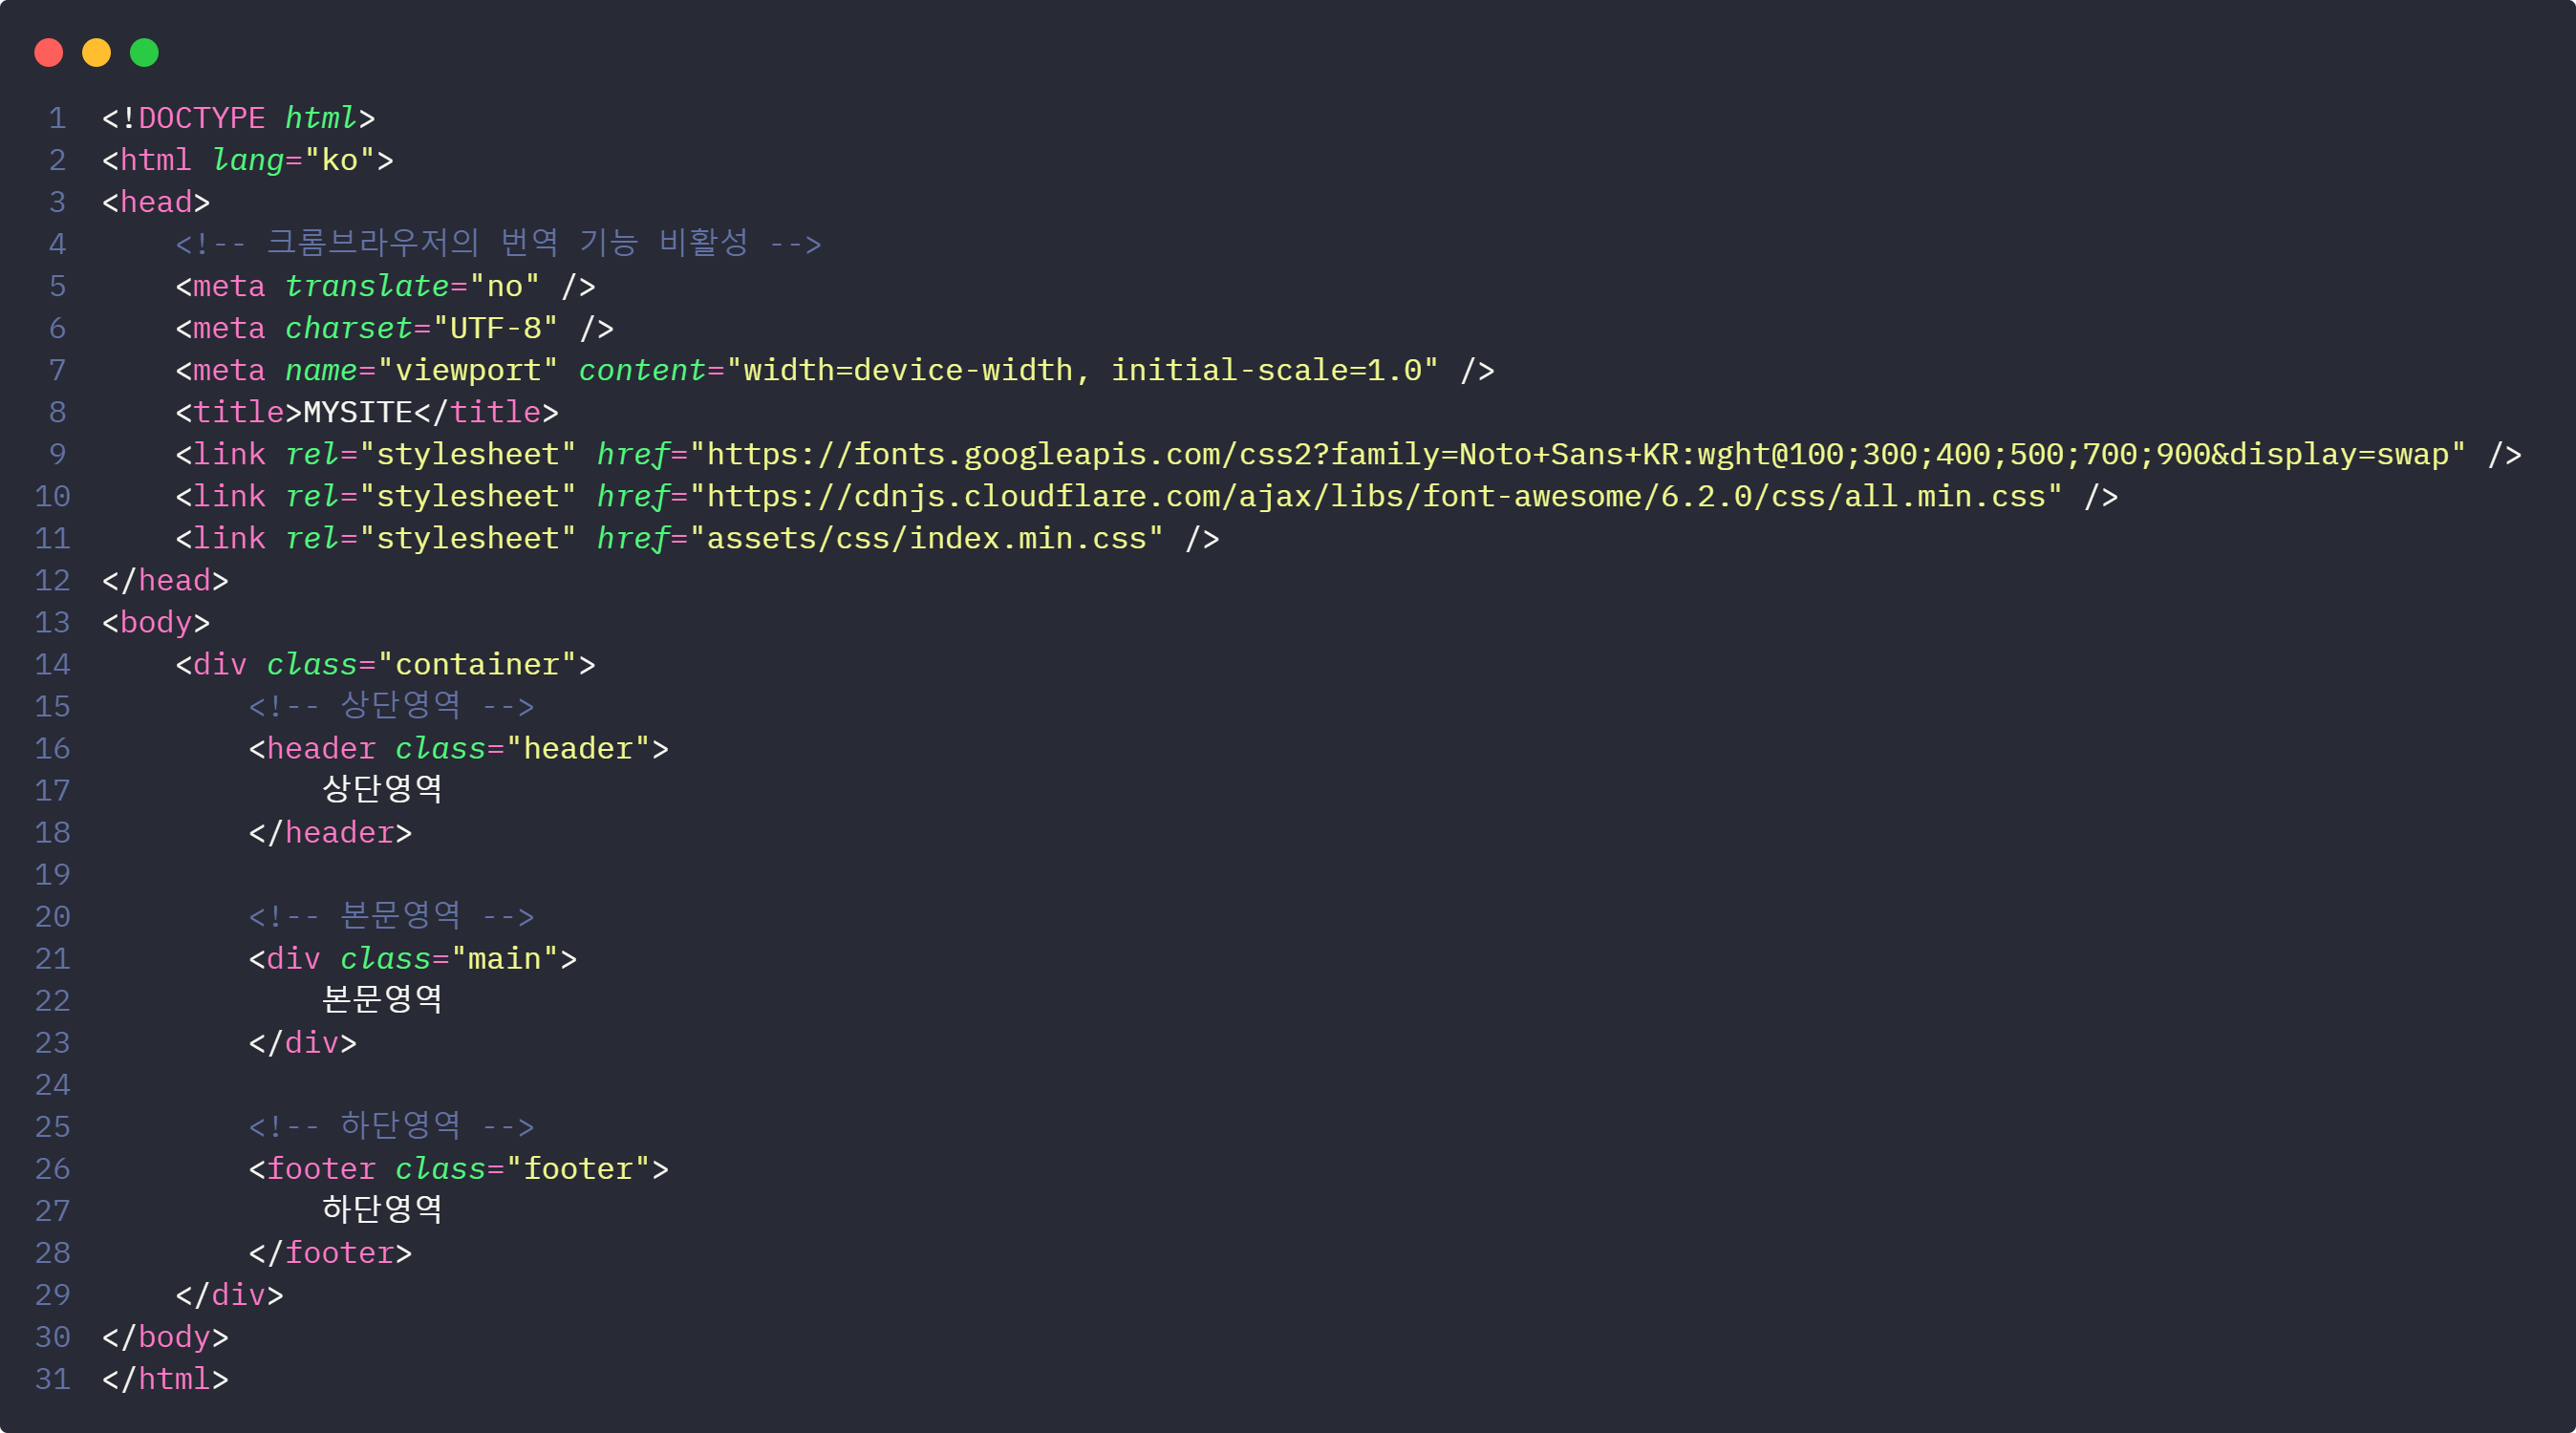 1 <!DOCTYPE html>
2 <html lang="ko">
3 <head>
4     <!-- 크롬브라우저의 번역 기능 비활성 -->
5     <meta translate="no" />
6     <meta charset="UTF-8" />
7     <meta name="viewport" content="width=device-width, initial-scale=1.0" />
8     <title>MYSITE</title>
9     <link rel="stylesheet" href="https://fonts.googleapis.com/css2?family=Noto+Sans+KR:wght@100;300;400;500;700;900&display=swap" />
10     <link rel="stylesheet" href="https://cdnjs.cloudflare.com/ajax/libs/font-awesome/6.2.0/css/all.min.css" />
11     <link rel="stylesheet" href="assets/css/index.min.css" />
12 </head>
13 <body>
14     <div class="container">
15         <!-- 상단영역 -->
16         <header class="header">
17             상단영역
18         </header>
19
20         <!-- 본문영역 -->
21         <div class="main">
22             본문영역
23         </div>
24
25         <!-- 하단영역 -->
26         <footer class="footer">
27             하단영역
28         </footer>
29     </div>
30 </body>
31 </html>